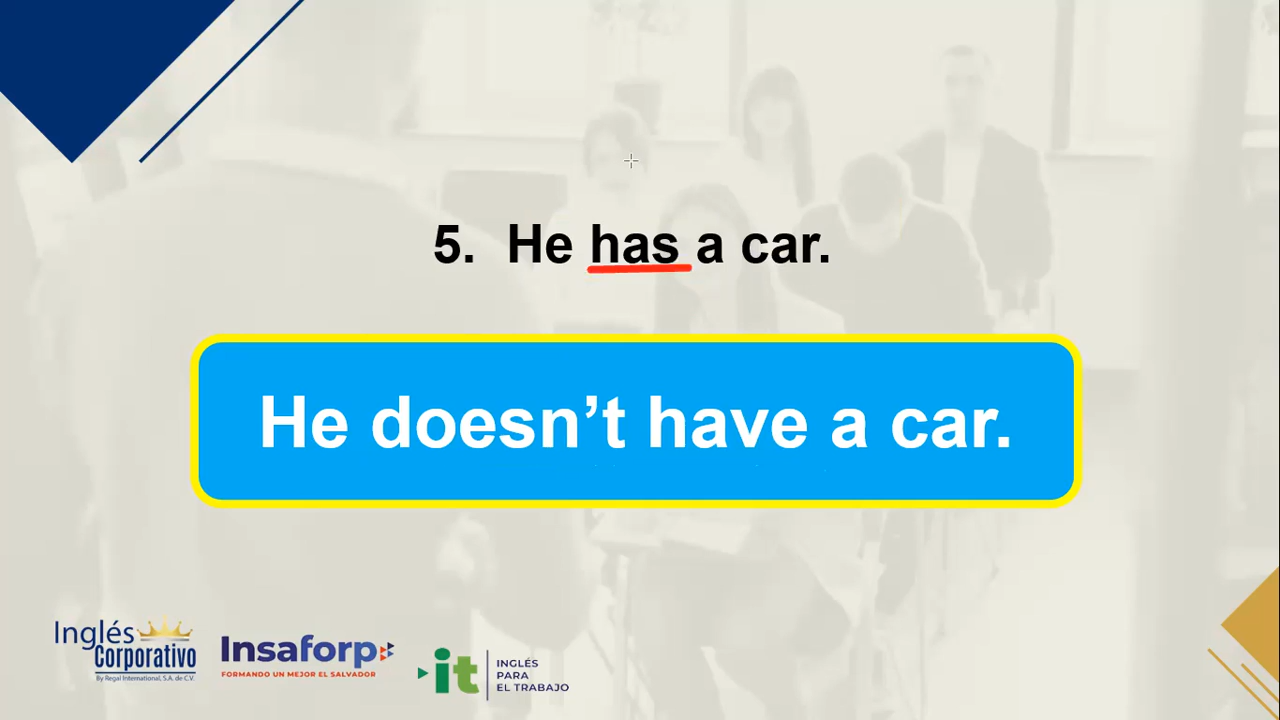 5. He has a car.
He doesn’t have a car.
Inglés
Corporativo
By Regal International, S.A. de C.V.
Insaforp
FORMANDO UN MEJOR EL SALVADOR
it
INGLÉS
PARA
EL TRABAJO